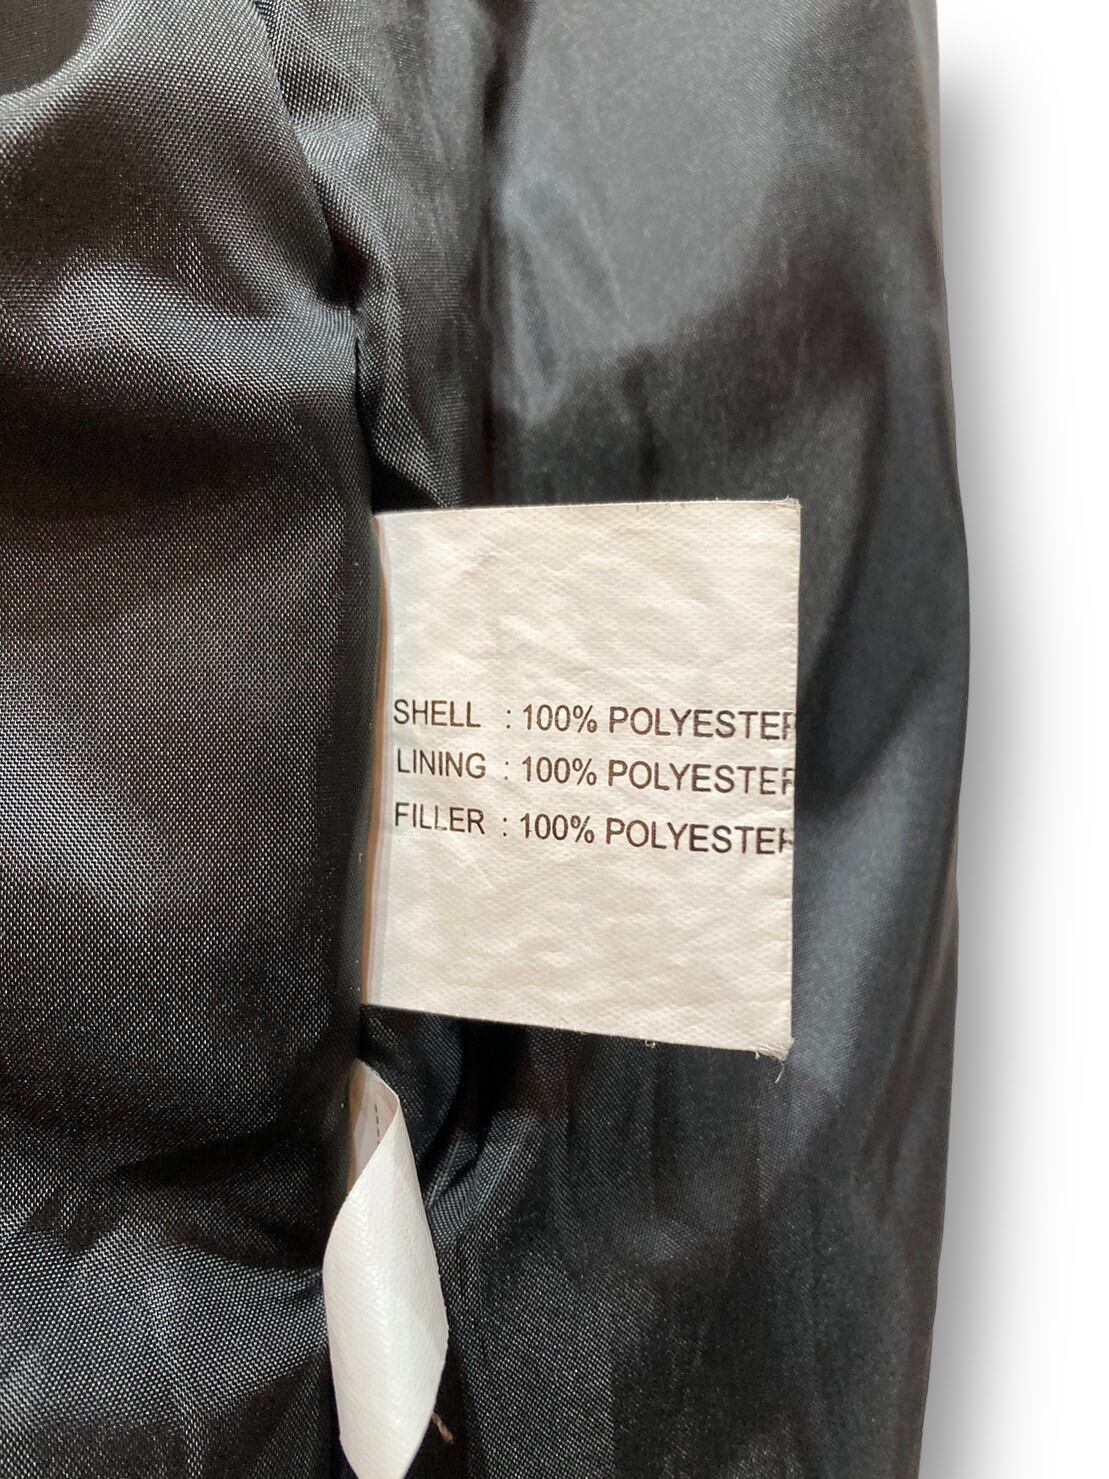 SHELL : 100% POLYESTER
LINING : 100% POLYESTER
FILLER : 100% POLYESTER